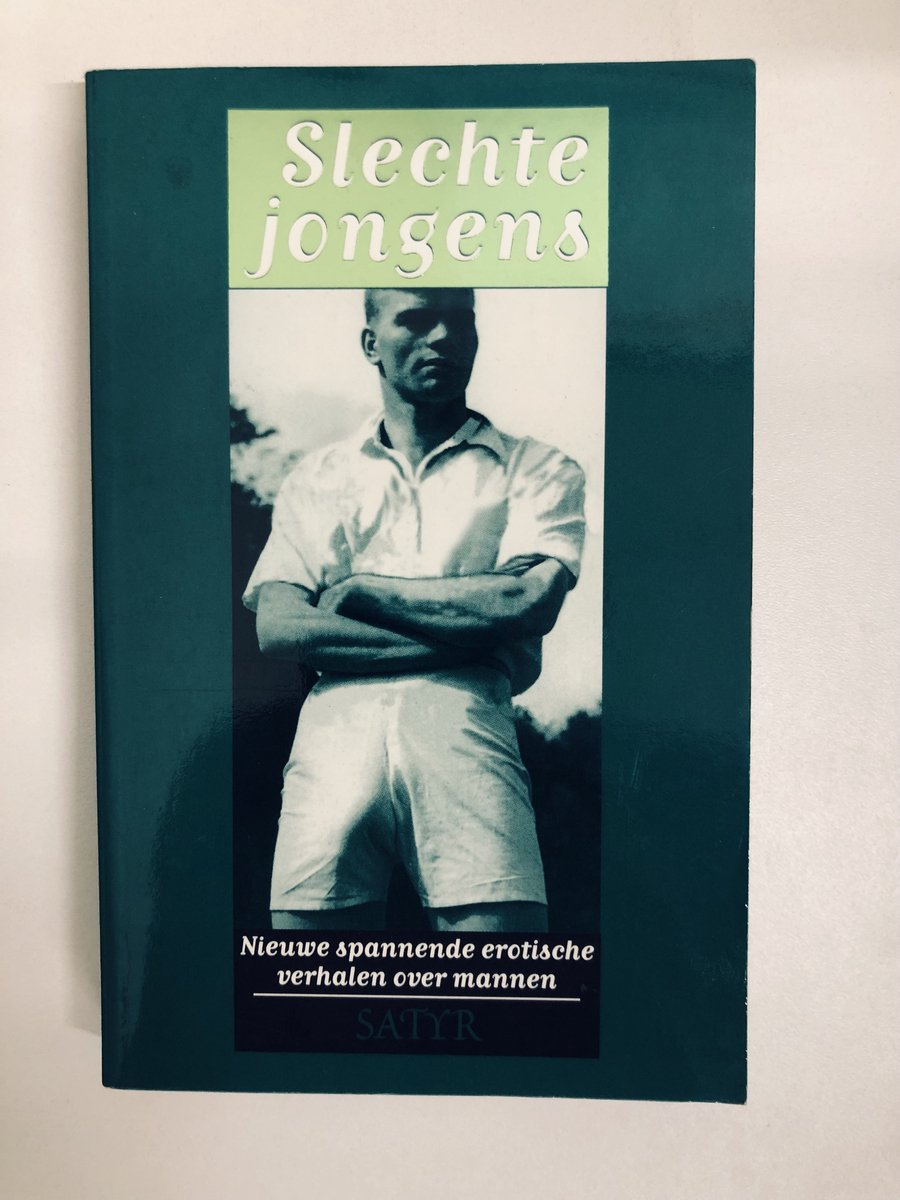 Slechte
jongens
Nieuwe spannende erotische
verhalen over mannen
SATYR